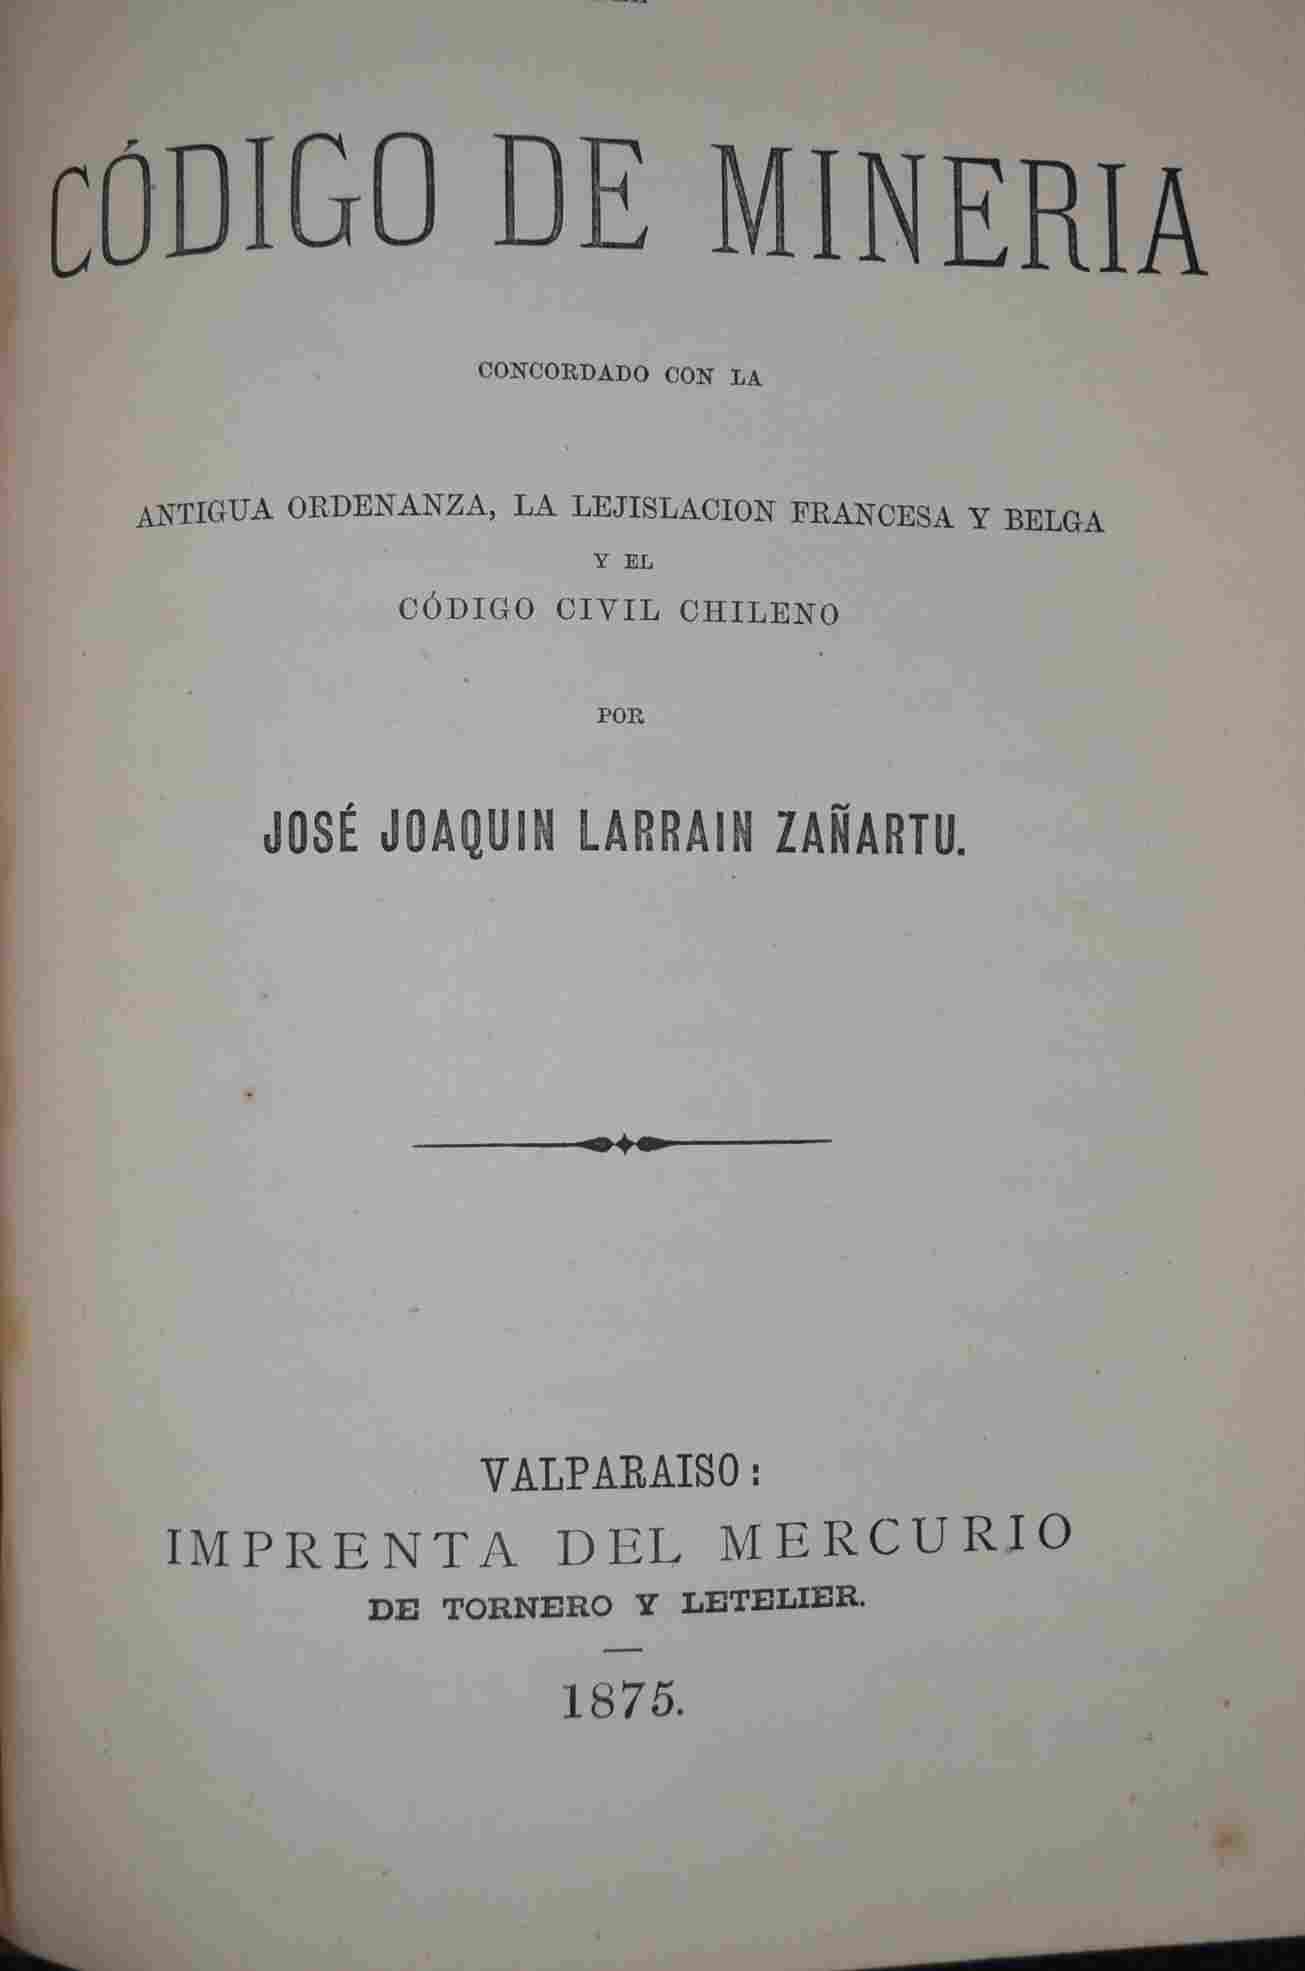 CÓDIGO DE MINERIA
CONCORDADO CON LA
ANTIGUA ORDENANZA, LA LEJISLACION FRANCESA Y BELGA
Y EL
CÓDIGO CIVIL CHILENO
POR
JOSÉ JOAQUIN LARRAIN ZAÑARTU.
VALPARAISO:
IMPRENTA DEL MERCURIO
DE TORNERO Y LETELIER.
1875.